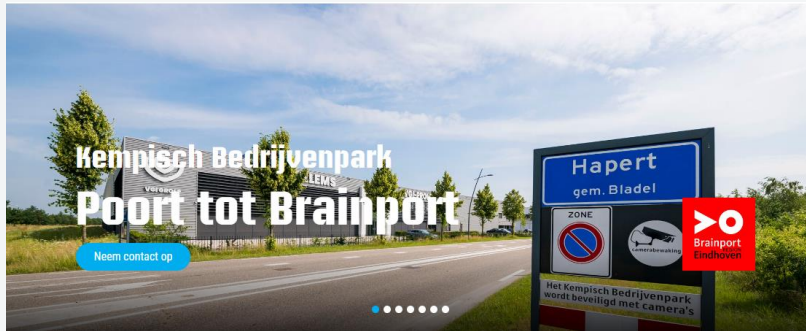 Kempisch Bedrijvenpark
LEMS
Poort tot Brainport
Neem contact op
Hapert
gem. Bladel
ZONE
camerabewaking
Het Kempisch Bedrijvenpark
wordt beveiligd met camera's
Brainport
Eindhoven